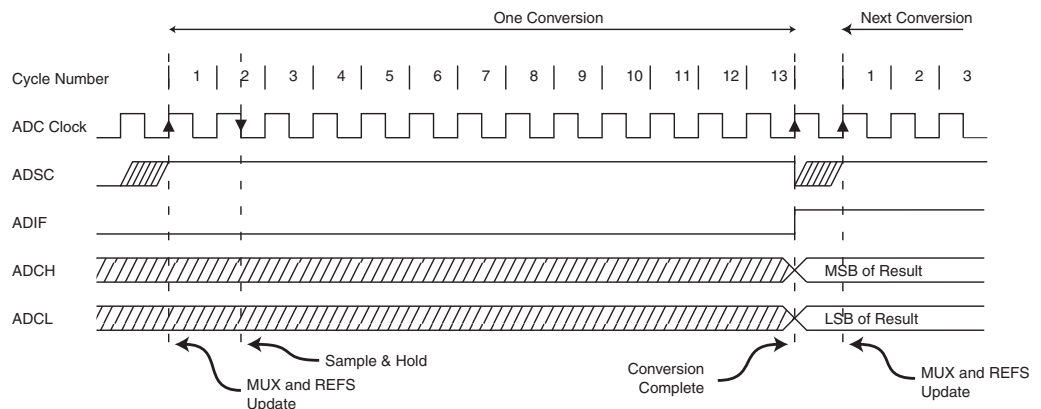 One Conversion
Next Conversion
Cycle Number 1 2 3 4 5 6 7 8 9 10 11 12 13 1 2 3
ADC Clock
ADSC
ADIF
ADCH MSB of Result
ADCL LSB of Result
Sample & Hold
MUX and REFS
Update
Conversion
Complete
MUX and REFS
Update